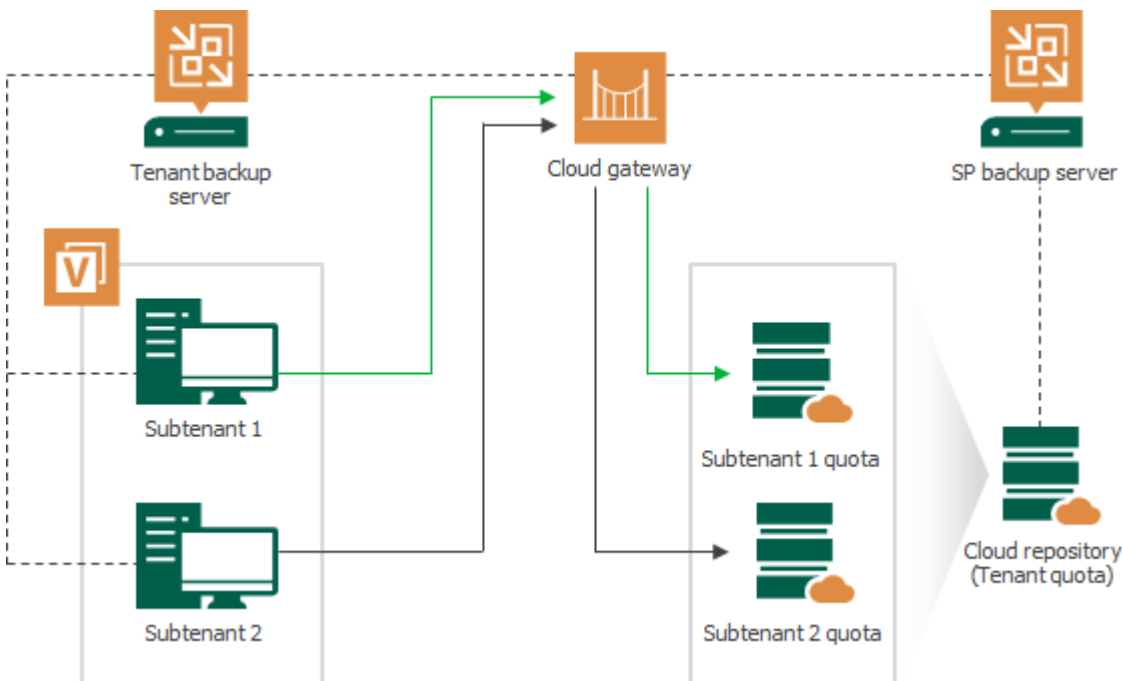 Tenant backup
server
Cloud gateway
SP backup server
V
Subtenant 1
Subtenant 1 quota
Subtenant 2
Subtenant 2 quota
Cloud repository
(Tenant quota)